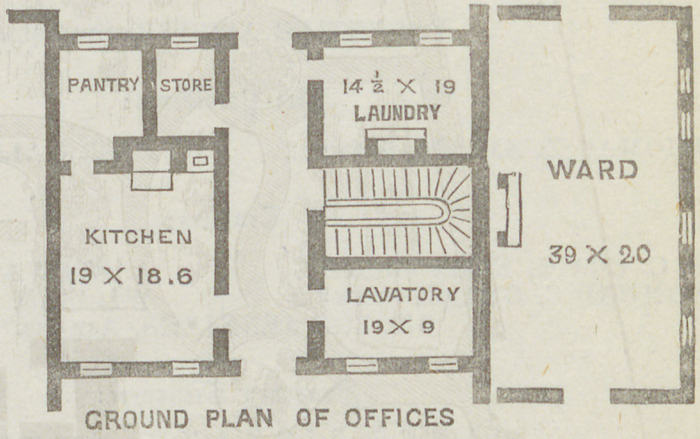 PANTRY
STORE
14 1/2 X 19
LAUNDRY
WARD
39 X 20
KITCHEN
19 X 18.6
LAVATORY
19 X 9
GROUND PLAN OF OFFICES